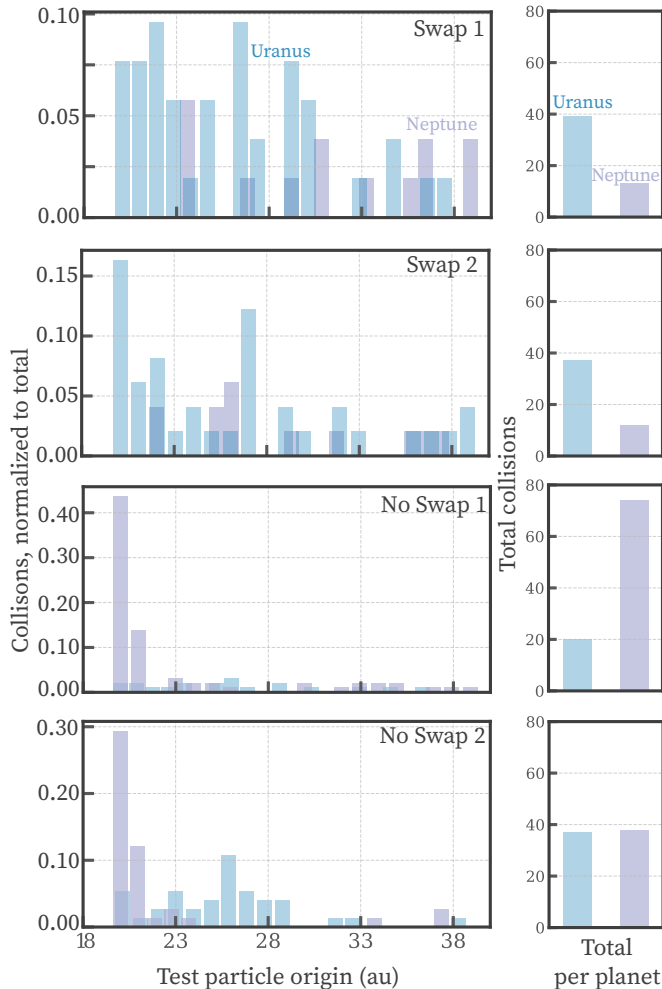 0.10
0.05
0.00
Swap 1
Uranus
Neptune
80
60
40
20
0
Uranus
Neptune
0.15
0.10
0.05
0.00
Swap 2
80
60
40
20
0
Collisons, normalized to total
Total collisions
0.40
0.30
0.20
0.10
0.00
No Swap 1
80
60
40
20
0
0.30
0.20
0.10
0.00
No Swap 2
18 23 28 33 38
Test particle origin (au)
80
60
40
20
0
Total
per planet